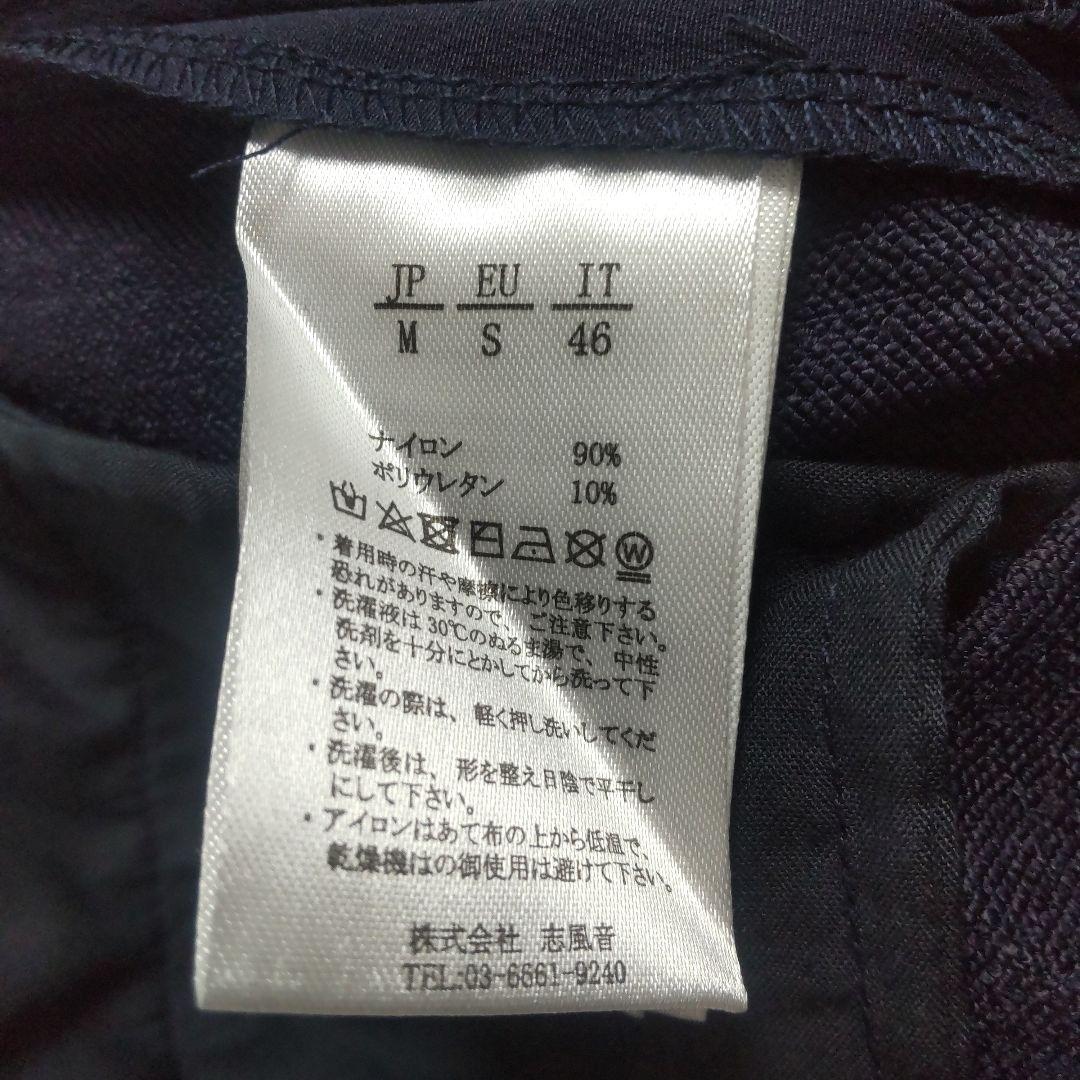 JP EU IT
M S 46
ナイロン 90%
ポリウレタン 10%
W
・着用時の汗や摩擦により色移りする
恐れがありますので、ご注意下さい。
・洗濯液は30℃のぬるま湯で、中性
洗剤を十分にとかしてから洗って下
さい。
・洗濯の際は、軽く押し洗いしてくだ
さい。
・洗濯後は、形を整え日陰で平干し
にして下さい。
・アイロンはあて布の上から低温で、
乾燥機はの御使用は避けて下さい。
株式会社 志風音
TEL:03-6661-9240